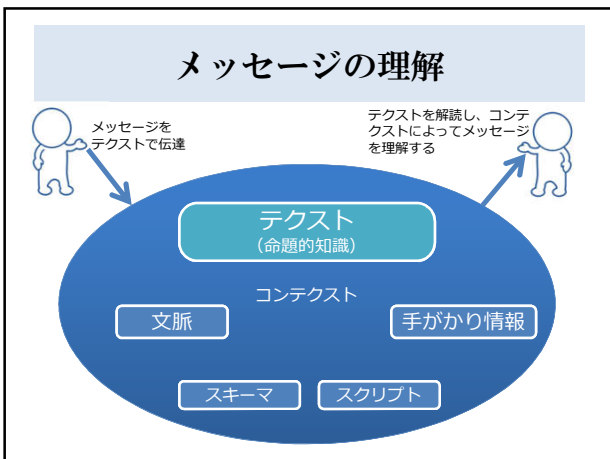 メッセージの理解
メッセージを
テクストで伝達
テクストを解読し、コンテ
クストによってメッセージ
を理解する
テクスト
(命題的知識)
コンテクスト
文脈
手がかり情報
スキーマ
スクリプト